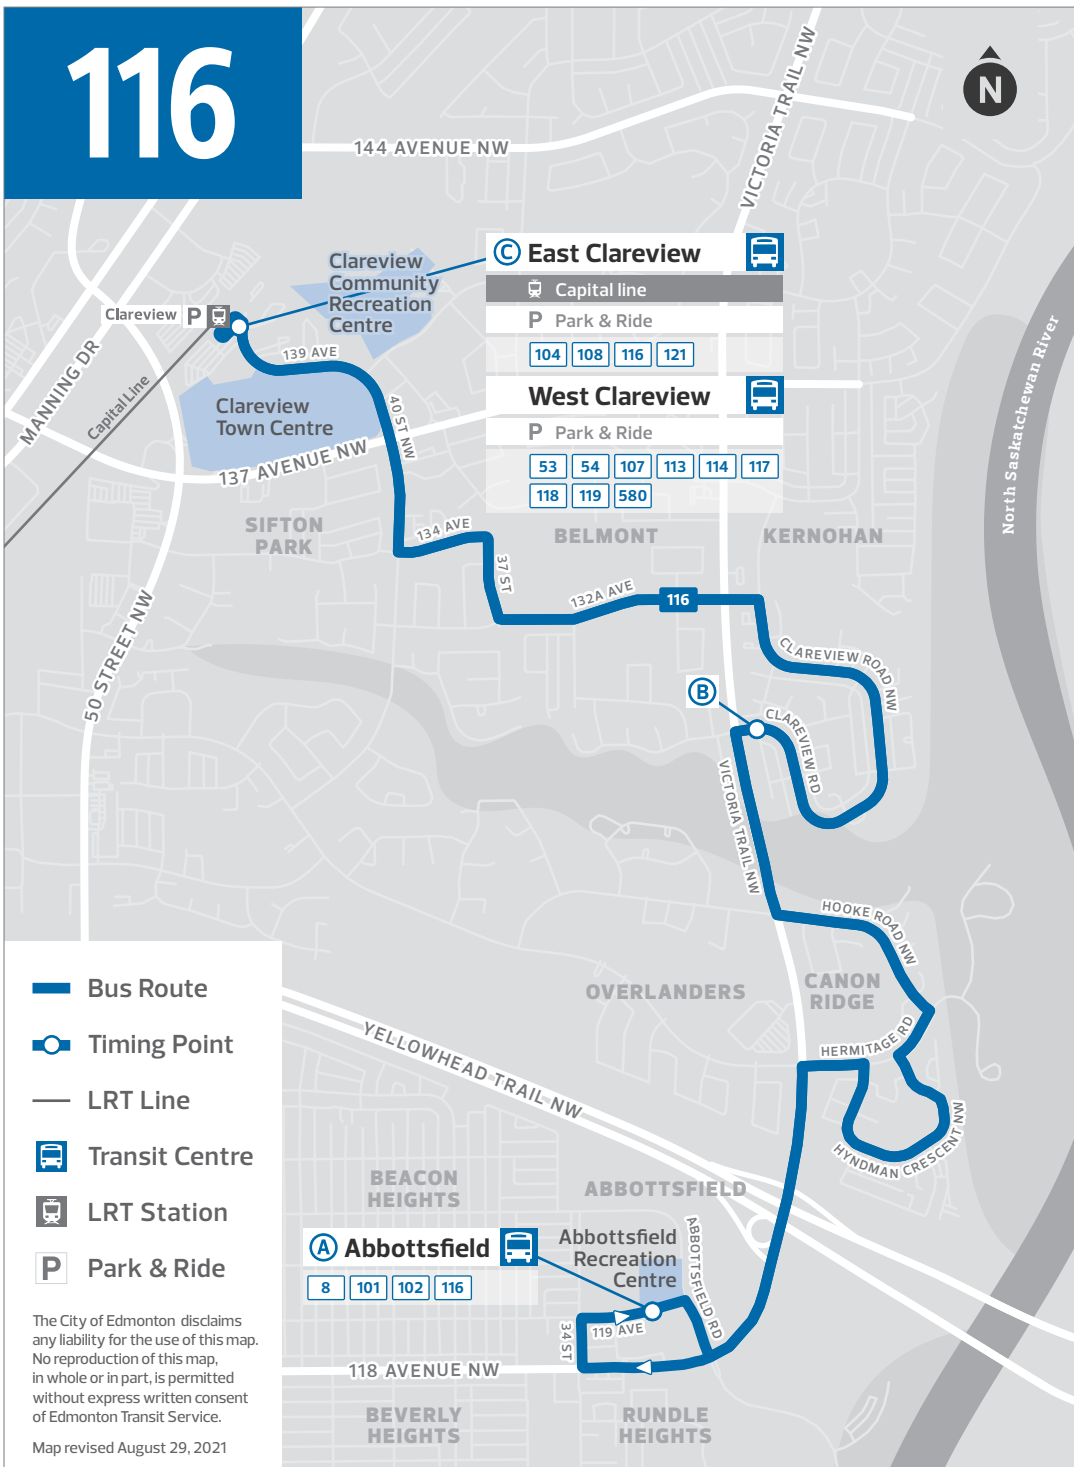 116
N
144 AVENUE NW
VICTORIA TRAIL NW
Clareview
Community
Recreation
Centre
C East Clareview
Capital line
P Park & Ride
104 108 116 121
West Clareview
P Park & Ride
53 54 107 113 114 117
118 119 580
Clareview P
MANNING DR
Capital Line
139 AVE
40 ST NW
Clareview
Town Centre
137 AVENUE NW
North Saskatchewan River
SIFTON
PARK
134 AVE
37 ST
BELMONT
KERNOHAN
132A AVE
116
50 STREET NW
CLAREVIEW ROAD NW
B
CLAREVIEW RD
VICTORIA TRAIL NW
HOOKE ROAD NW
OVERLANDERS
CANON
RIDGE
HERMITAGE RD
HYNDMAN CRESCENT NW
YELLOWHEAD TRAIL NW
BEACON
HEIGHTS
ABBOTTSFIELD
A Abbottsfield
8 101 102 116
Abbottsfield
Recreation
Centre
ABBOTTSFIELD RD
119 AVE
34 ST
118 AVENUE NW
BEVERLY
HEIGHTS
RUNDLE
HEIGHTS
Bus Route
Timing Point
LRT Line
Transit Centre
LRT Station
P Park & Ride
The City of Edmonton disclaims
any liability for the use of this map.
No reproduction of this map,
in whole or in part, is permitted
without express written consent
of Edmonton Transit Service.
Map revised August 29, 2021